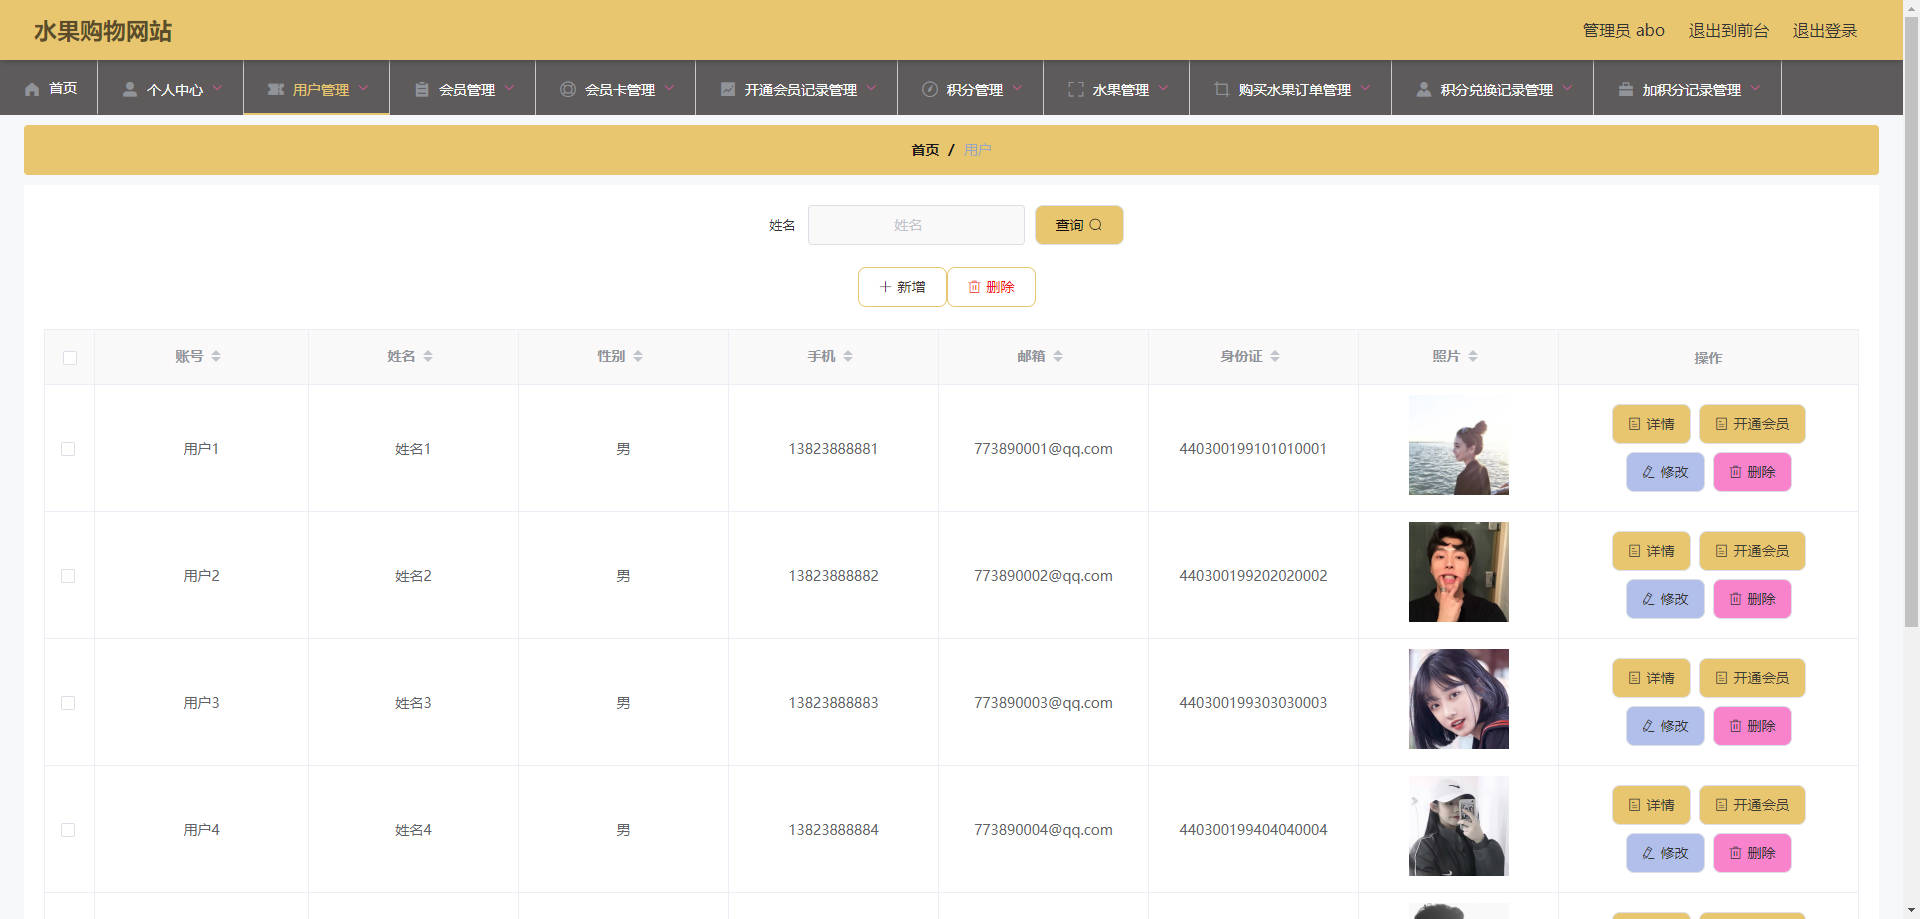 水果购物网站
管理员 abo 退出到前台 退出登录
首页 个人中心 用户管理 会员管理 会员卡管理 开通会员记录管理 积分管理 水果管理 购买水果订单管理 积分兑换记录管理 加积分记录管理
首页 / 用户
姓名 姓名 查询
新增 删除
账号 姓名 性别 手机 邮箱 身份证 照片 操作
用户1 姓名1 男 13823888881 773890001@qq.com 440300199101010001
详情 开通会员
修改 删除
用户2 姓名2 男 13823888882 773890002@qq.com 440300199202020002
详情 开通会员
修改 删除
用户3 姓名3 男 13823888883 773890003@qq.com 440300199303030003
详情 开通会员
修改 删除
用户4 姓名4 男 13823888884 773890004@qq.com 440300199404040004
详情 开通会员
修改 删除